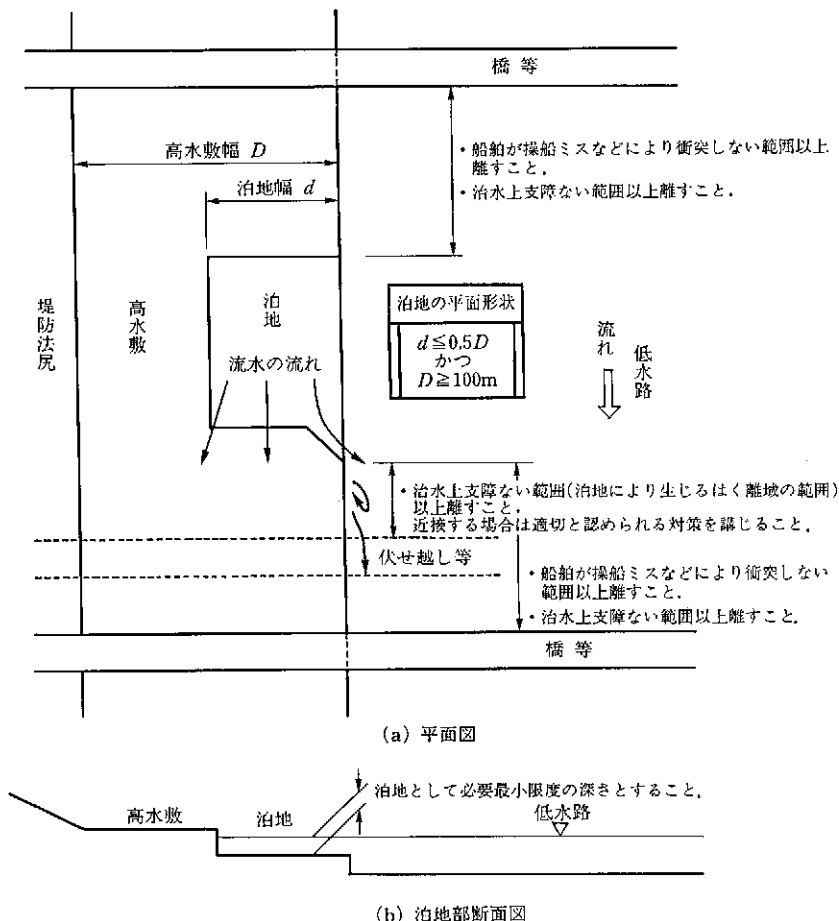 橋等
高水敷幅 D
・船舶が操船ミスなどにより衝突しない範囲以上
離すこと．
・治水上支障ない範囲以上離すこと．
泊地幅 d
堤防法尻
高水敷
泊地
泊地の平面形状
d≦0.5D
かつ
D≧100m
流れ
低水路
流水の流れ
・治水上支障ない範囲(泊地により生じるはく離域の範囲)
以上離すこと．
近接する場合は適切と認められる対策を講じること．
伏せ越し等
・船舶が操船ミスなどにより衝突しない
範囲以上離すこと．
・治水上支障ない範囲以上離すこと．
橋等
(a) 平面図
泊地として必要最小限度の深さとすること．
高水敷
泊地
低水路
(b) 泊地部断面図